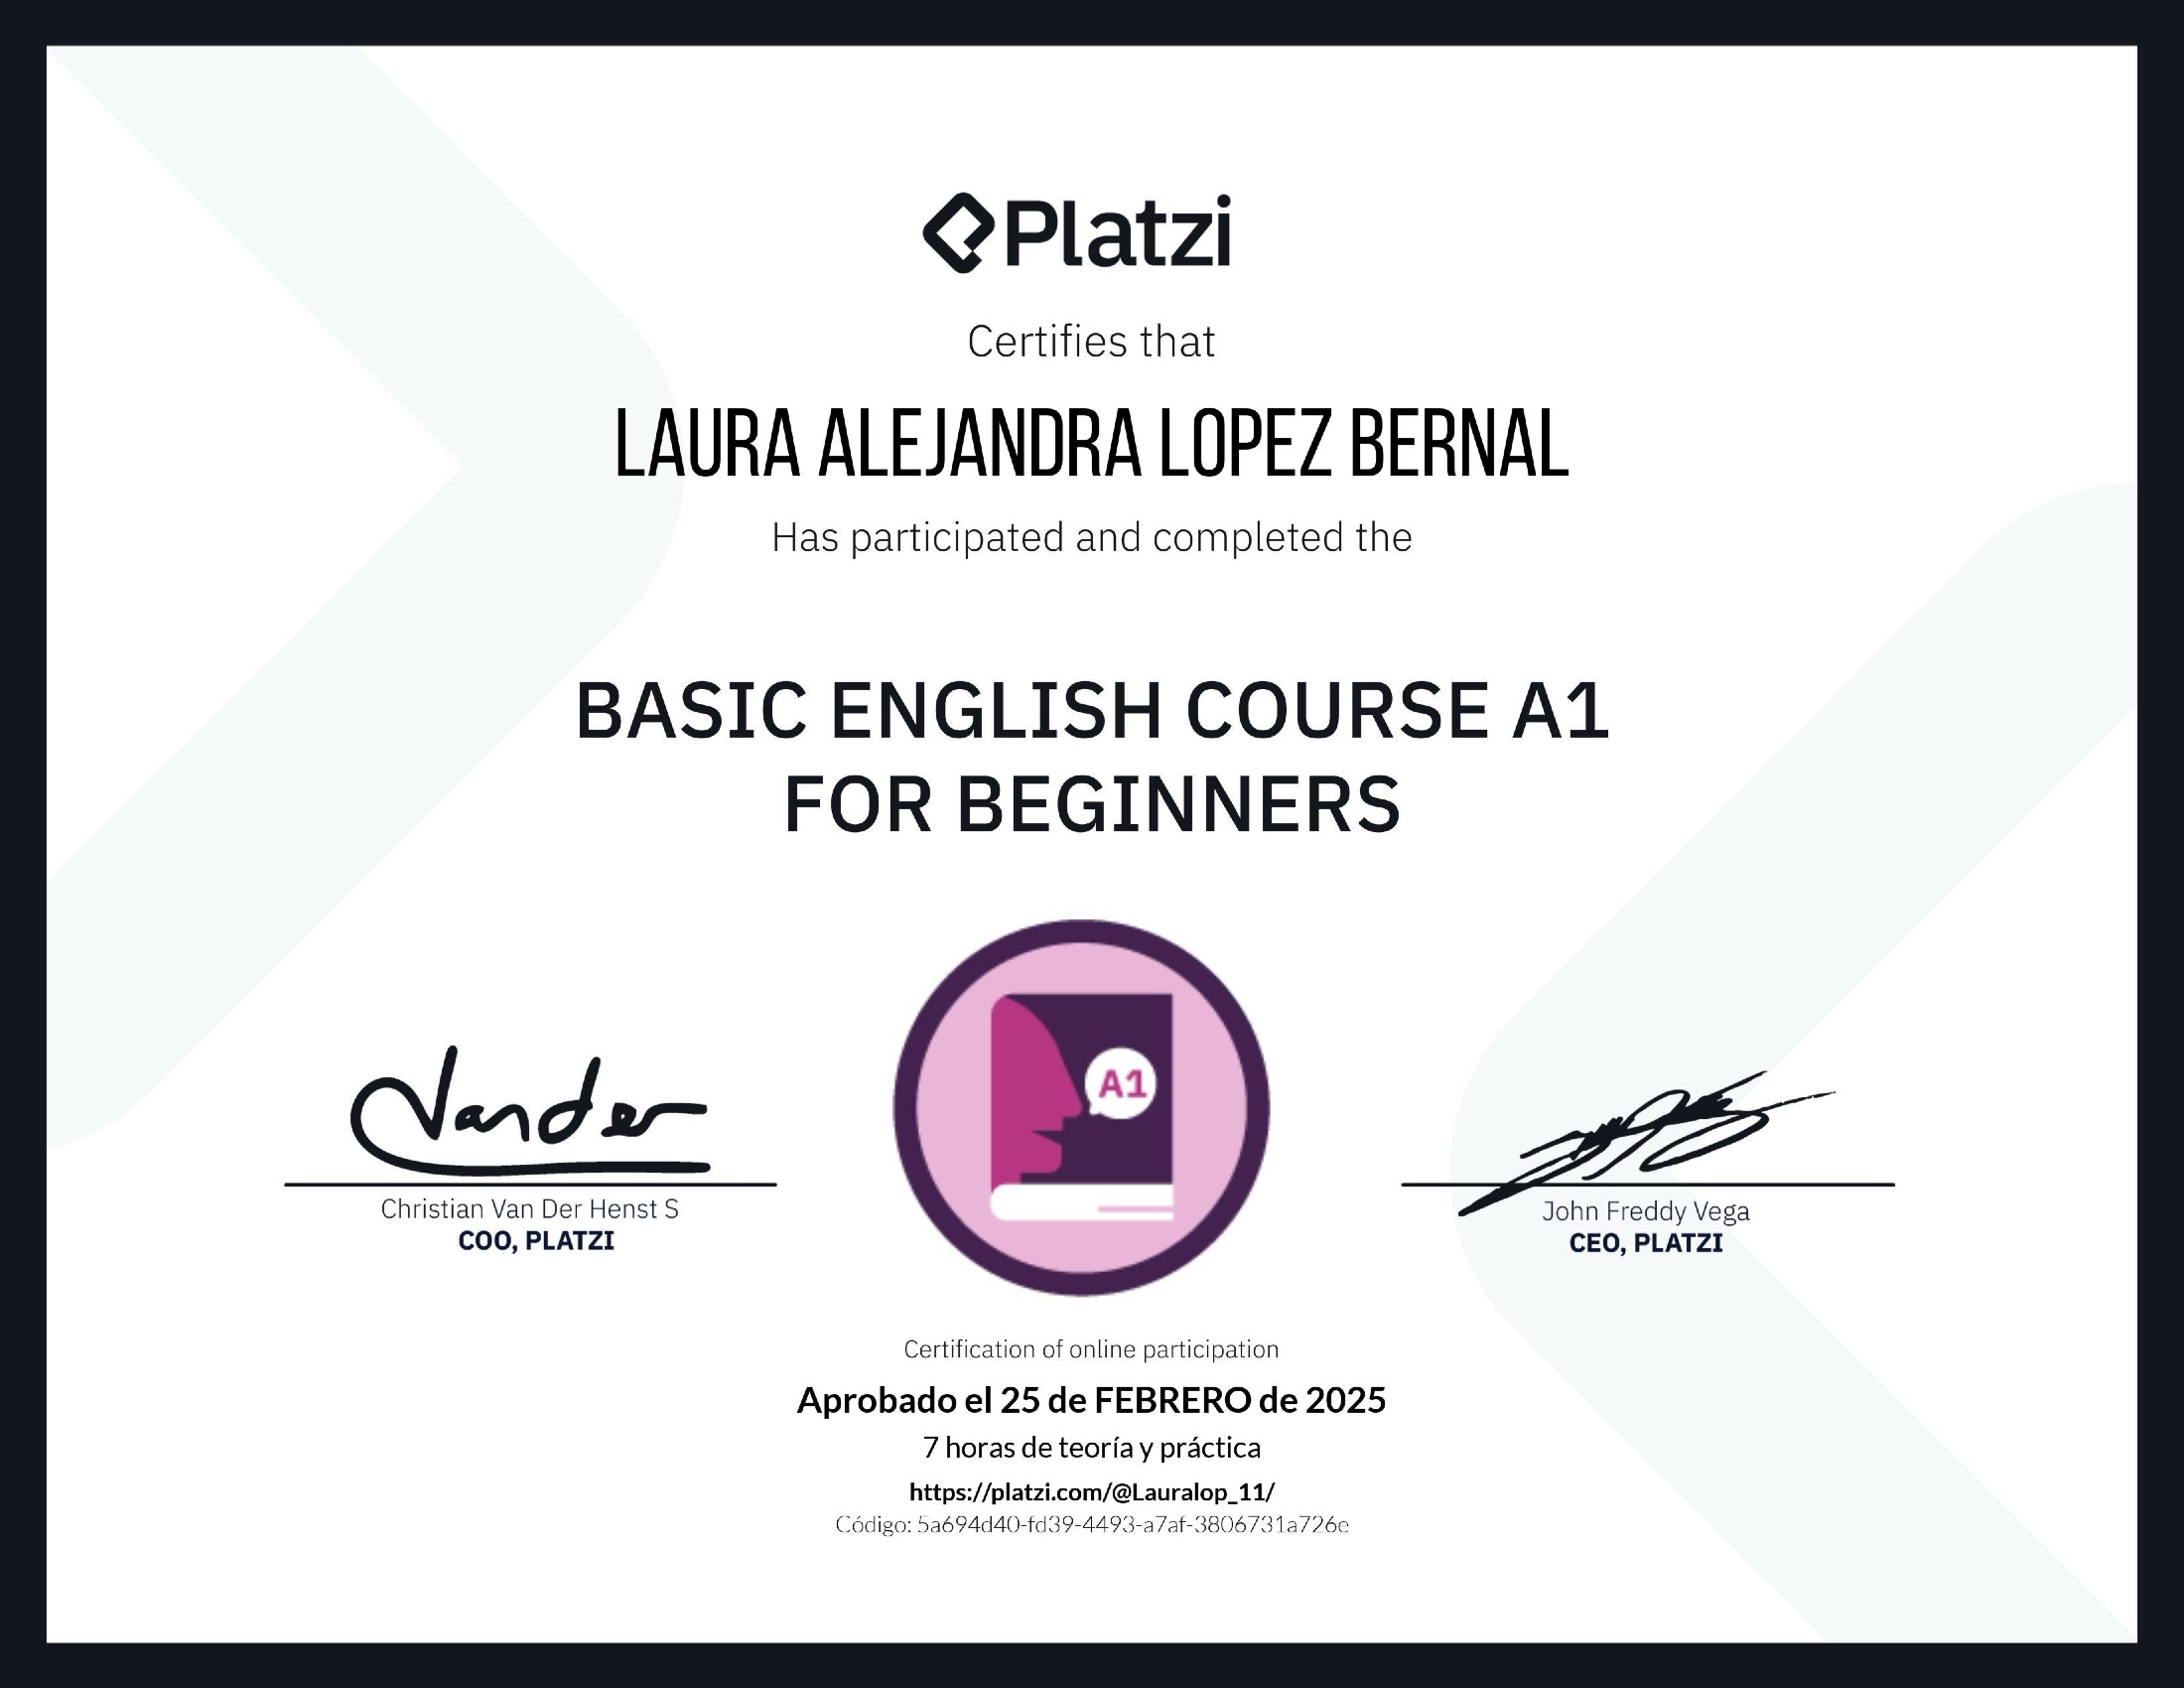 Platzi
Certifies that
LAURA ALEJANDRA LOPEZ BERNAL
Has participated and completed the
BASIC ENGLISH COURSE A1
FOR BEGINNERS
A1
Vander
Christian Van Der Henst S
COO, PLATZI
John Freddy Vega
CEO, PLATZI
Certification of online participation
Aprobado el 25 de FEBRERO de 2025
7 horas de teoría y práctica
https://platzi.com/@Lauralop_11/
Código: 5a694d40-fd39-4493-a7af-3806731a726e